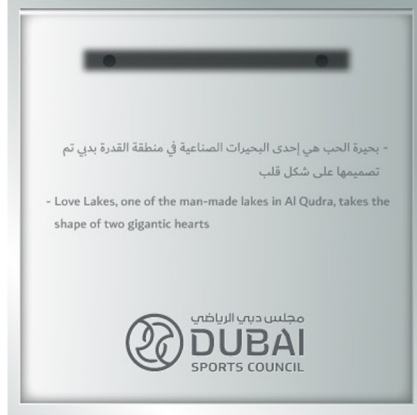 - بحيرة الحب هي إحدى البحيرات الصناعية في منطقة القدرة بدبي تم
تصميمها على شكل قلب
- Love Lakes, one of the man-made lakes in Al Qudra, takes the
shape of two gigantic hearts
مجلس دبي الرياضي
DUBAI
SPORTS COUNCIL